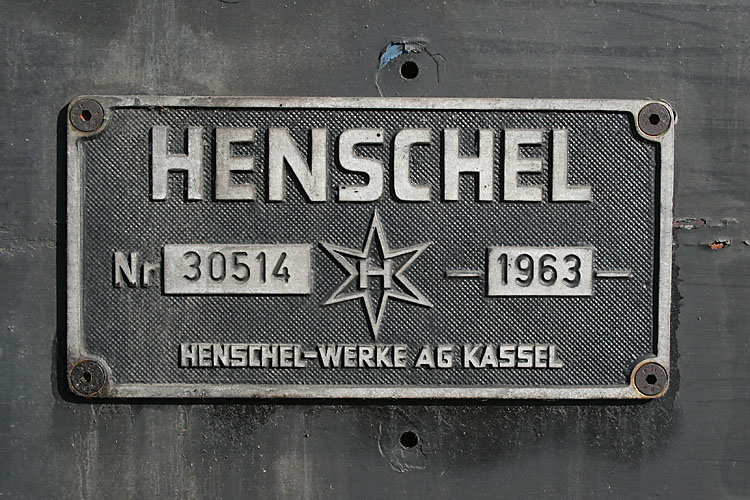 HENSCHEL
Nr 30514 H 1963
HENSCHEL-WERKE AG KASSEL